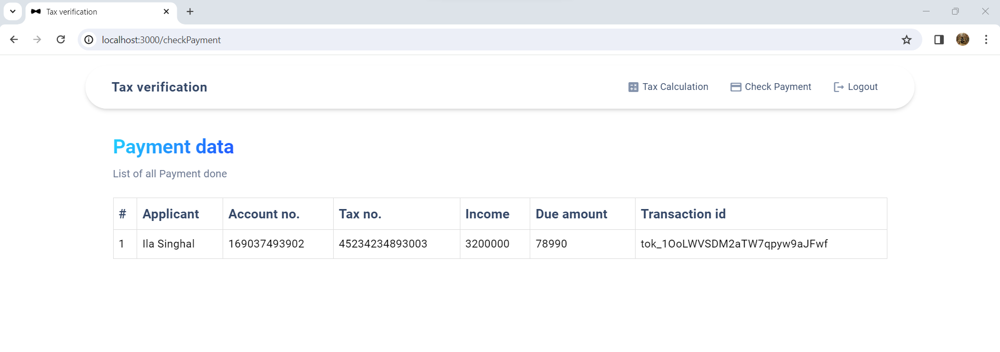 Tax verification
localhost:3000/checkPayment
Tax verification Tax Calculation Check Payment Logout
Payment data
List of all Payment done
# Applicant Account no. Tax no. Income Due amount Transaction id
1 Ila Singhal 169037493902 45234234893003 3200000 78990 tok_1OoLWVSDM2aTW7qpyw9aJFwf